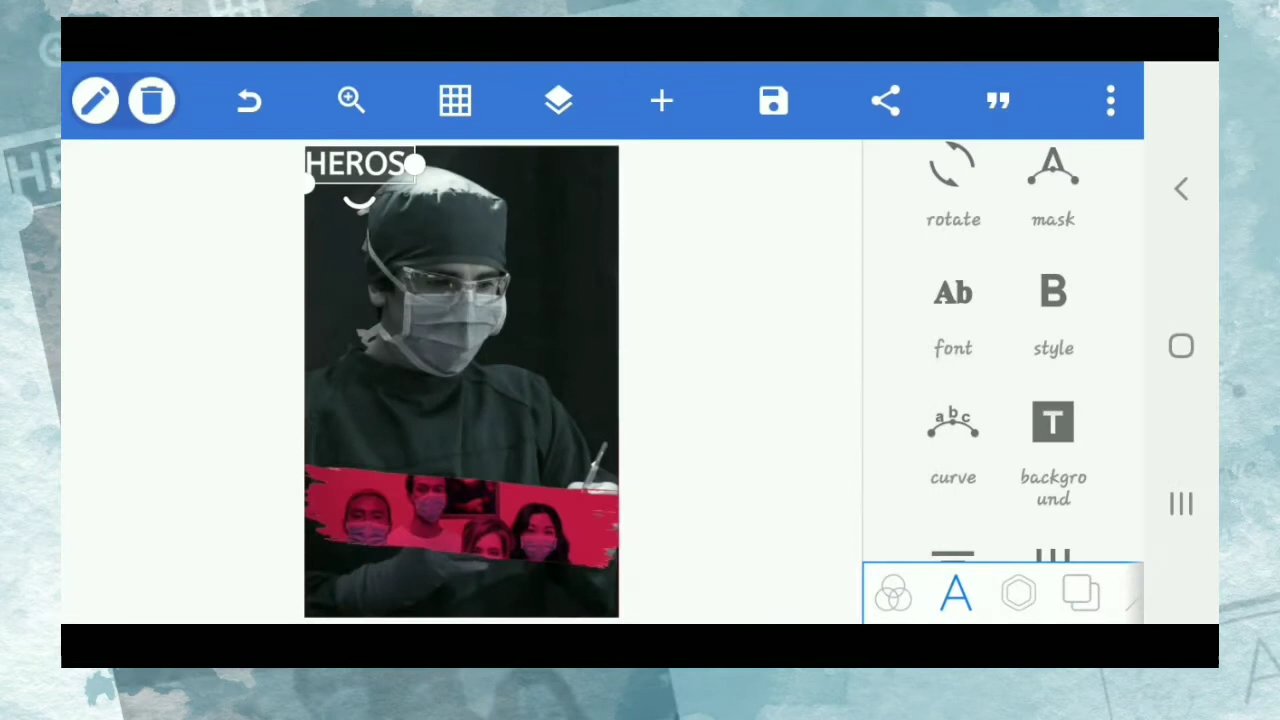 HEROS
rotate
mask
Ab
font
B
style
abc
curve
T
backgro
und
A